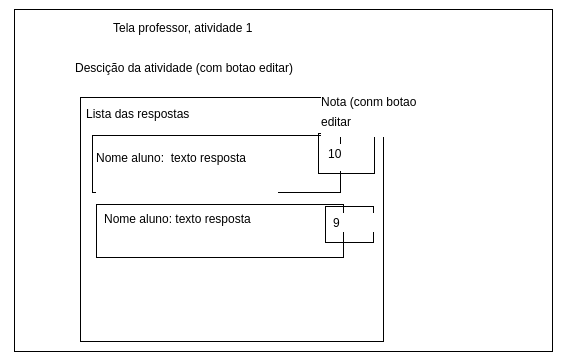 Tela professor, atividade 1
Descição da atividade (com botao editar)
Nota (conm botao
editar
Lista das respostas
Nome aluno:  texto resposta
10
Nome aluno: texto resposta
9